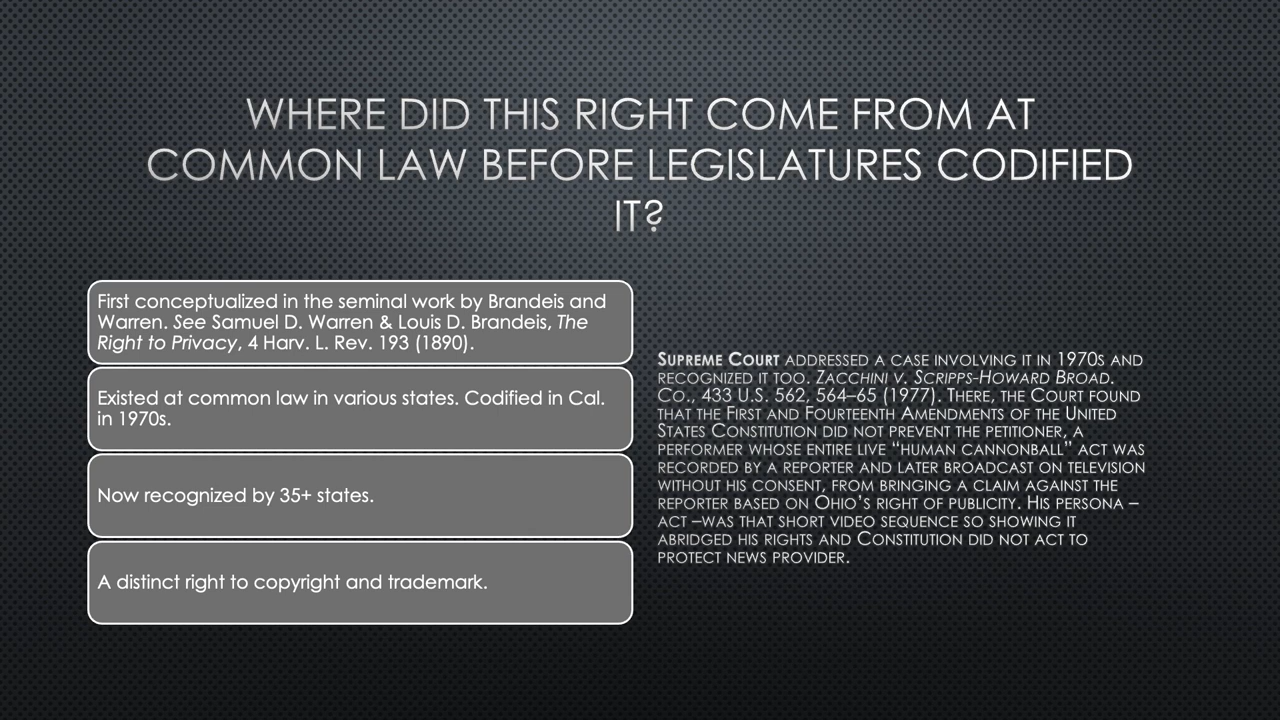 WHERE DID THIS RIGHT COME FROM AT
COMMON LAW BEFORE LEGISLATURES CODIFIED
IT?
First conceptualized in the seminal work by Brandeis and
Warren. See Samuel D. Warren & Louis D. Brandeis, The
Right to Privacy, 4 Harv. L. Rev. 193 (1890).
Existed at common law in various states. Codified in Cal.
in 1970s.
Now recognized by 35+ states.
A distinct right to copyright and trademark.
SUPREME COURT ADDRESSED A CASE INVOLVING IT IN 1970S AND
RECOGNIZED IT TOO. ZACCHINI V. SCRIPPS-HOWARD BROAD.
CO., 433 U.S. 562, 564–65 (1977). THERE, THE COURT FOUND
THAT THE FIRST AND FOURTEENTH AMENDMENTS OF THE UNITED
STATES CONSTITUTION DID NOT PREVENT THE PETITIONER, A
PERFORMER WHOSE ENTIRE LIVE “HUMAN CANNONBALL” ACT WAS
RECORDED BY A REPORTER AND LATER BROADCAST ON TELEVISION
WITHOUT HIS CONSENT, FROM BRINGING A CLAIM AGAINST THE
REPORTER BASED ON OHIO’S RIGHT OF PUBLICITY. HIS PERSONA –
ACT –WAS THAT SHORT VIDEO SEQUENCE SO SHOWING IT
ABRIDGED HIS RIGHTS AND CONSTITUTION DID NOT ACT TO
PROTECT NEWS PROVIDER.